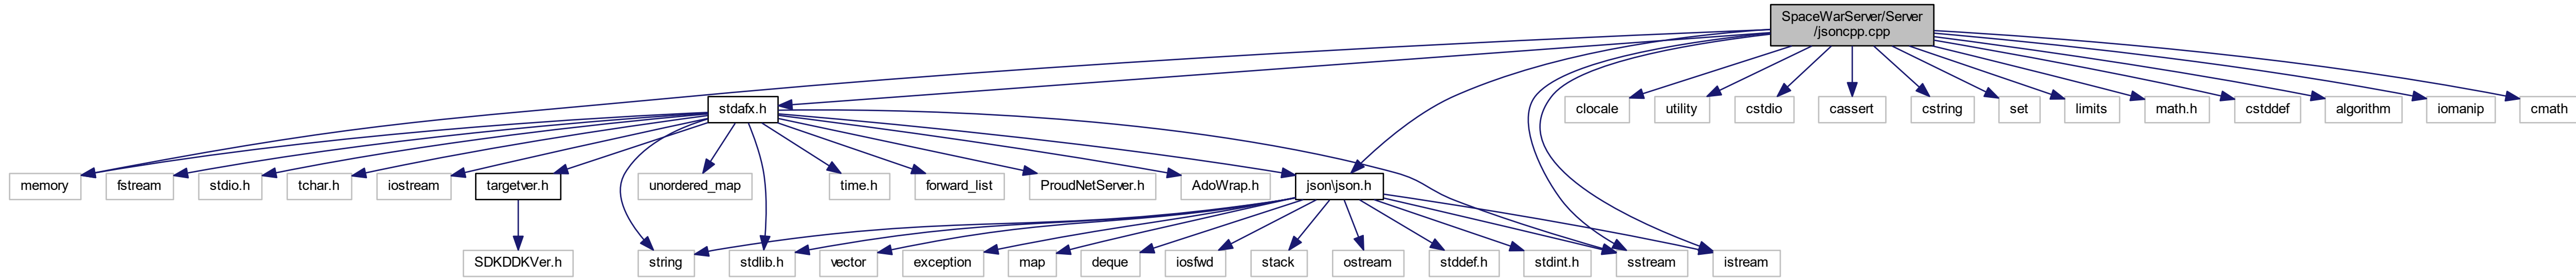 SpaceWarServer/Server
/jsoncpp.cpp
stdafx.h
clocale
utility
cstdio
cassert
cstring
set
limits
math.h
cstddef
algorithm
iomanip
cmath
memory
fstream
stdio.h
tchar.h
iostream
targetver.h
unordered_map
time.h
forward_list
ProudNetServer.h
AdoWrap.h
json\json.h
SDKDDKVer.h
string
stdlib.h
vector
exception
map
deque
iosfwd
stack
ostream
stddef.h
stdint.h
sstream
istream